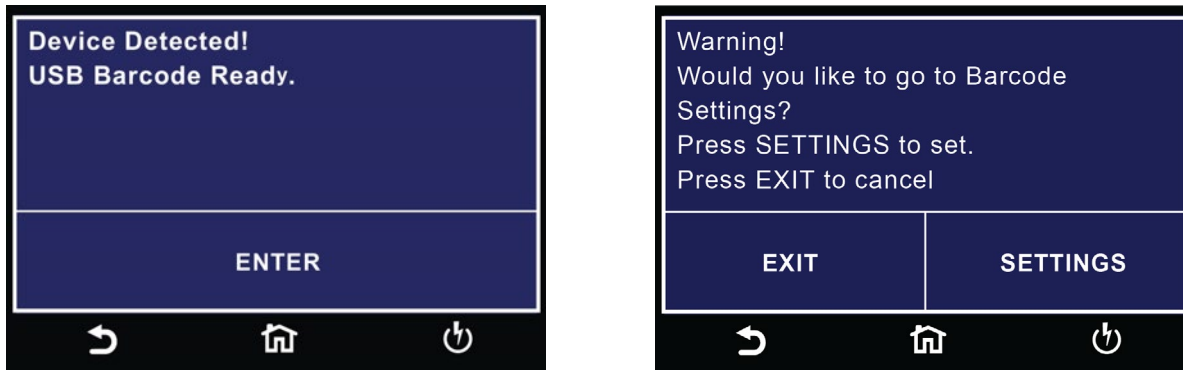 Device Detected!
USB Barcode Ready.
ENTER
Warning!
Would you like to go to Barcode
Settings?
Press SETTINGS to set.
Press EXIT to cancel
EXIT
SETTINGS